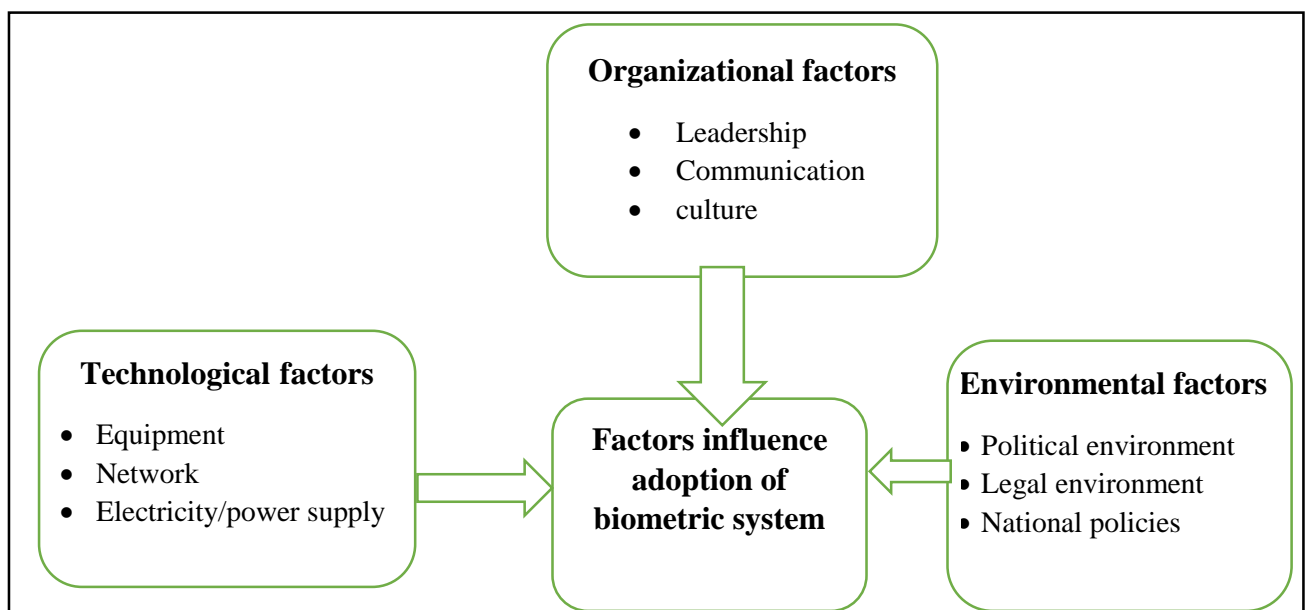 Organizational factors
• Leadership
• Communication
• culture
Technological factors
• Equipment
• Network
• Electricity/power supply
Factors influence
adoption of
biometric system
Environmental factors
• Political environment
• Legal environment
• National policies